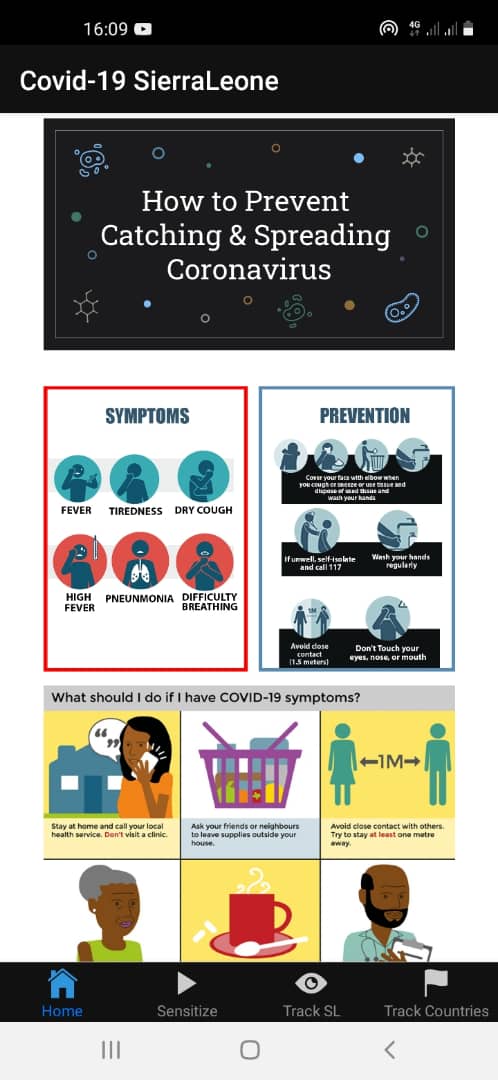 16:09
4G
Covid-19 SierraLeone
How to Prevent
Catching & Spreading
Coronavirus
SYMPTOMS
FEVER
TIREDNESS
DRY COUGH
HIGH
FEVER
PNEUNMONIA
DIFFICULTY
BREATHING
PREVENTION
Cover your face with elbow when
you cough or sneeze or use tissue and
dispose of used tissue and
wash your hands
If unwell, self-isolate
and call 117
Wash your hands
regularly
1M
Avoid close
contact
(1.5 meters)
Don't Touch your
eyes, nose, or mouth
What should I do if I have COVID-19 symptoms?
1M
Stay at home and call your local
health service. Don't visit a clinic.
Ask your friends or neighbours
to leave supplies outside your
house.
Avoid close contact with others.
Try to stay at least one metre
away.
Home
Sensitize
Track SL
Track Countries